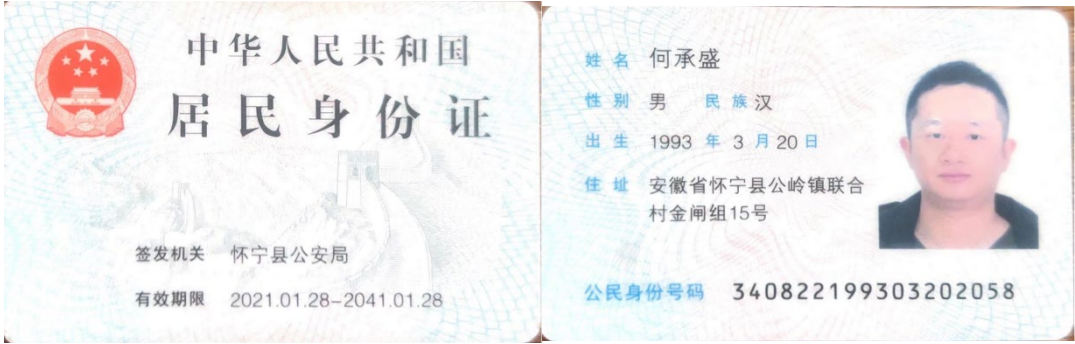 中华人民共和国
居民身份证
签发机关 怀宁县公安局
有效期限 2021.01.28-2041.01.28
姓名 何承盛
性别 男 民族 汉
出生 1993 年 3 月 20 日
住址 安徽省怀宁县公岭镇联合
村金闸组15号
公民身份号码 340822199303202058